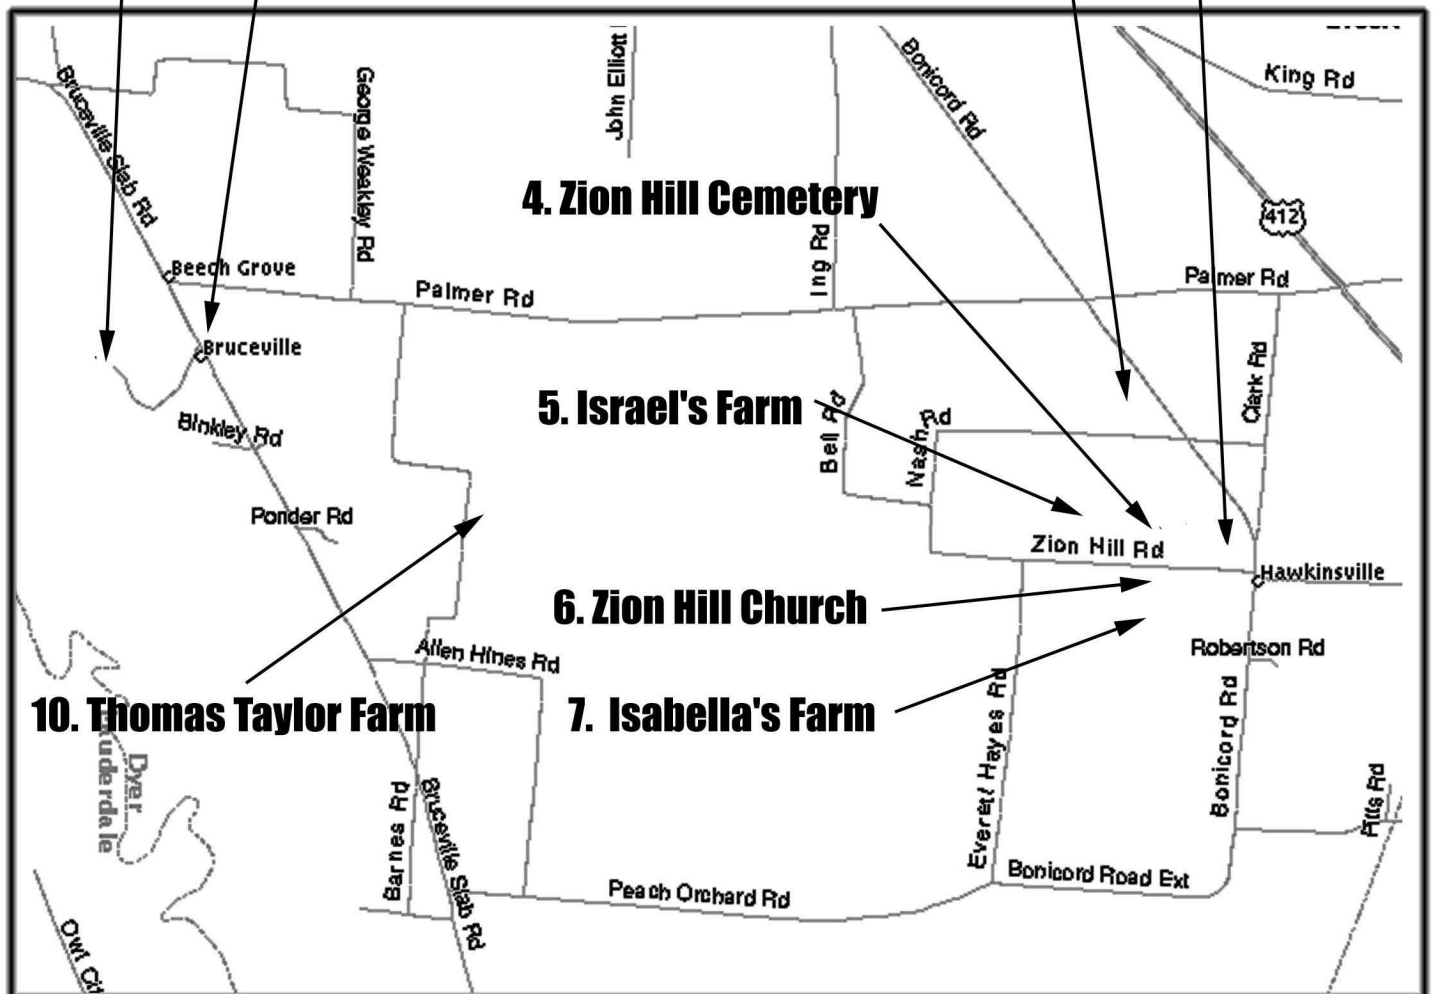 King Rd
Bonicord Rd
John Elliott
George Weakley Rd
Bruceville Slab Rd
4. Zion Hill Cemetery
412
Ing Rd
Beech Grove
Palmer Rd
Palmer Rd
Bruceville
Clark Rd
5. Israel's Farm
Bell Rd
Nash Rd
Binkley Rd
Ponder Rd
Zion Hill Rd
Hawkinsville
6. Zion Hill Church
Robertson Rd
Allen Hines Rd
10. Thomas Taylor Farm
7. Isabella's Farm
Bonicord Rd
Everett Hayes Rd
Dyer
Lauderdale
Barnes Rd
Bruceville Slab Rd
Pitts Rd
Bonicord Road Ext
Peach Orchard Rd
Owl Cit